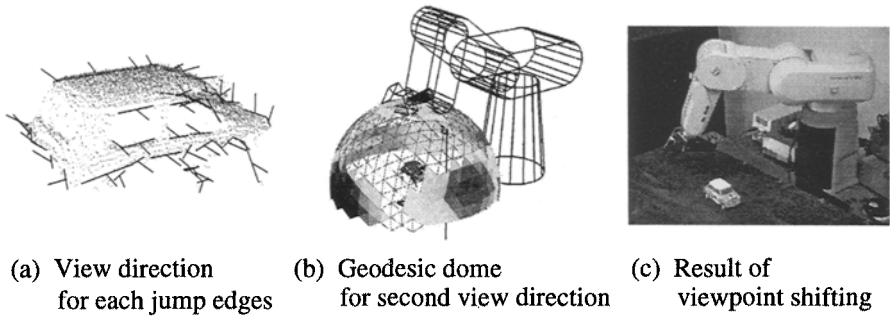 (a) View direction
for each jump edges
(b) Geodesic dome
for second view direction
(c) Result of
viewpoint shifting